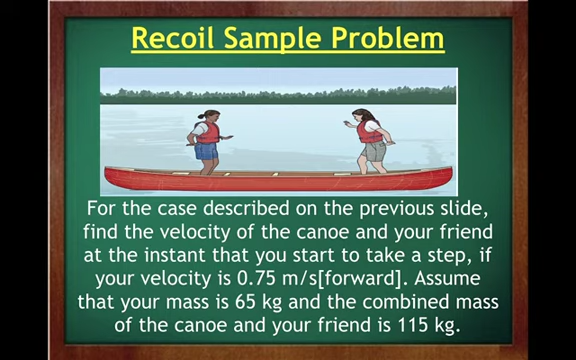 Recoil Sample Problem
For the case described on the previous slide,
find the velocity of the canoe and your friend
at the instant that you start to take a step, if
your velocity is 0.75 m/s[forward]. Assume
that your mass is 65 kg and the combined mass
of the canoe and your friend is 115 kg.